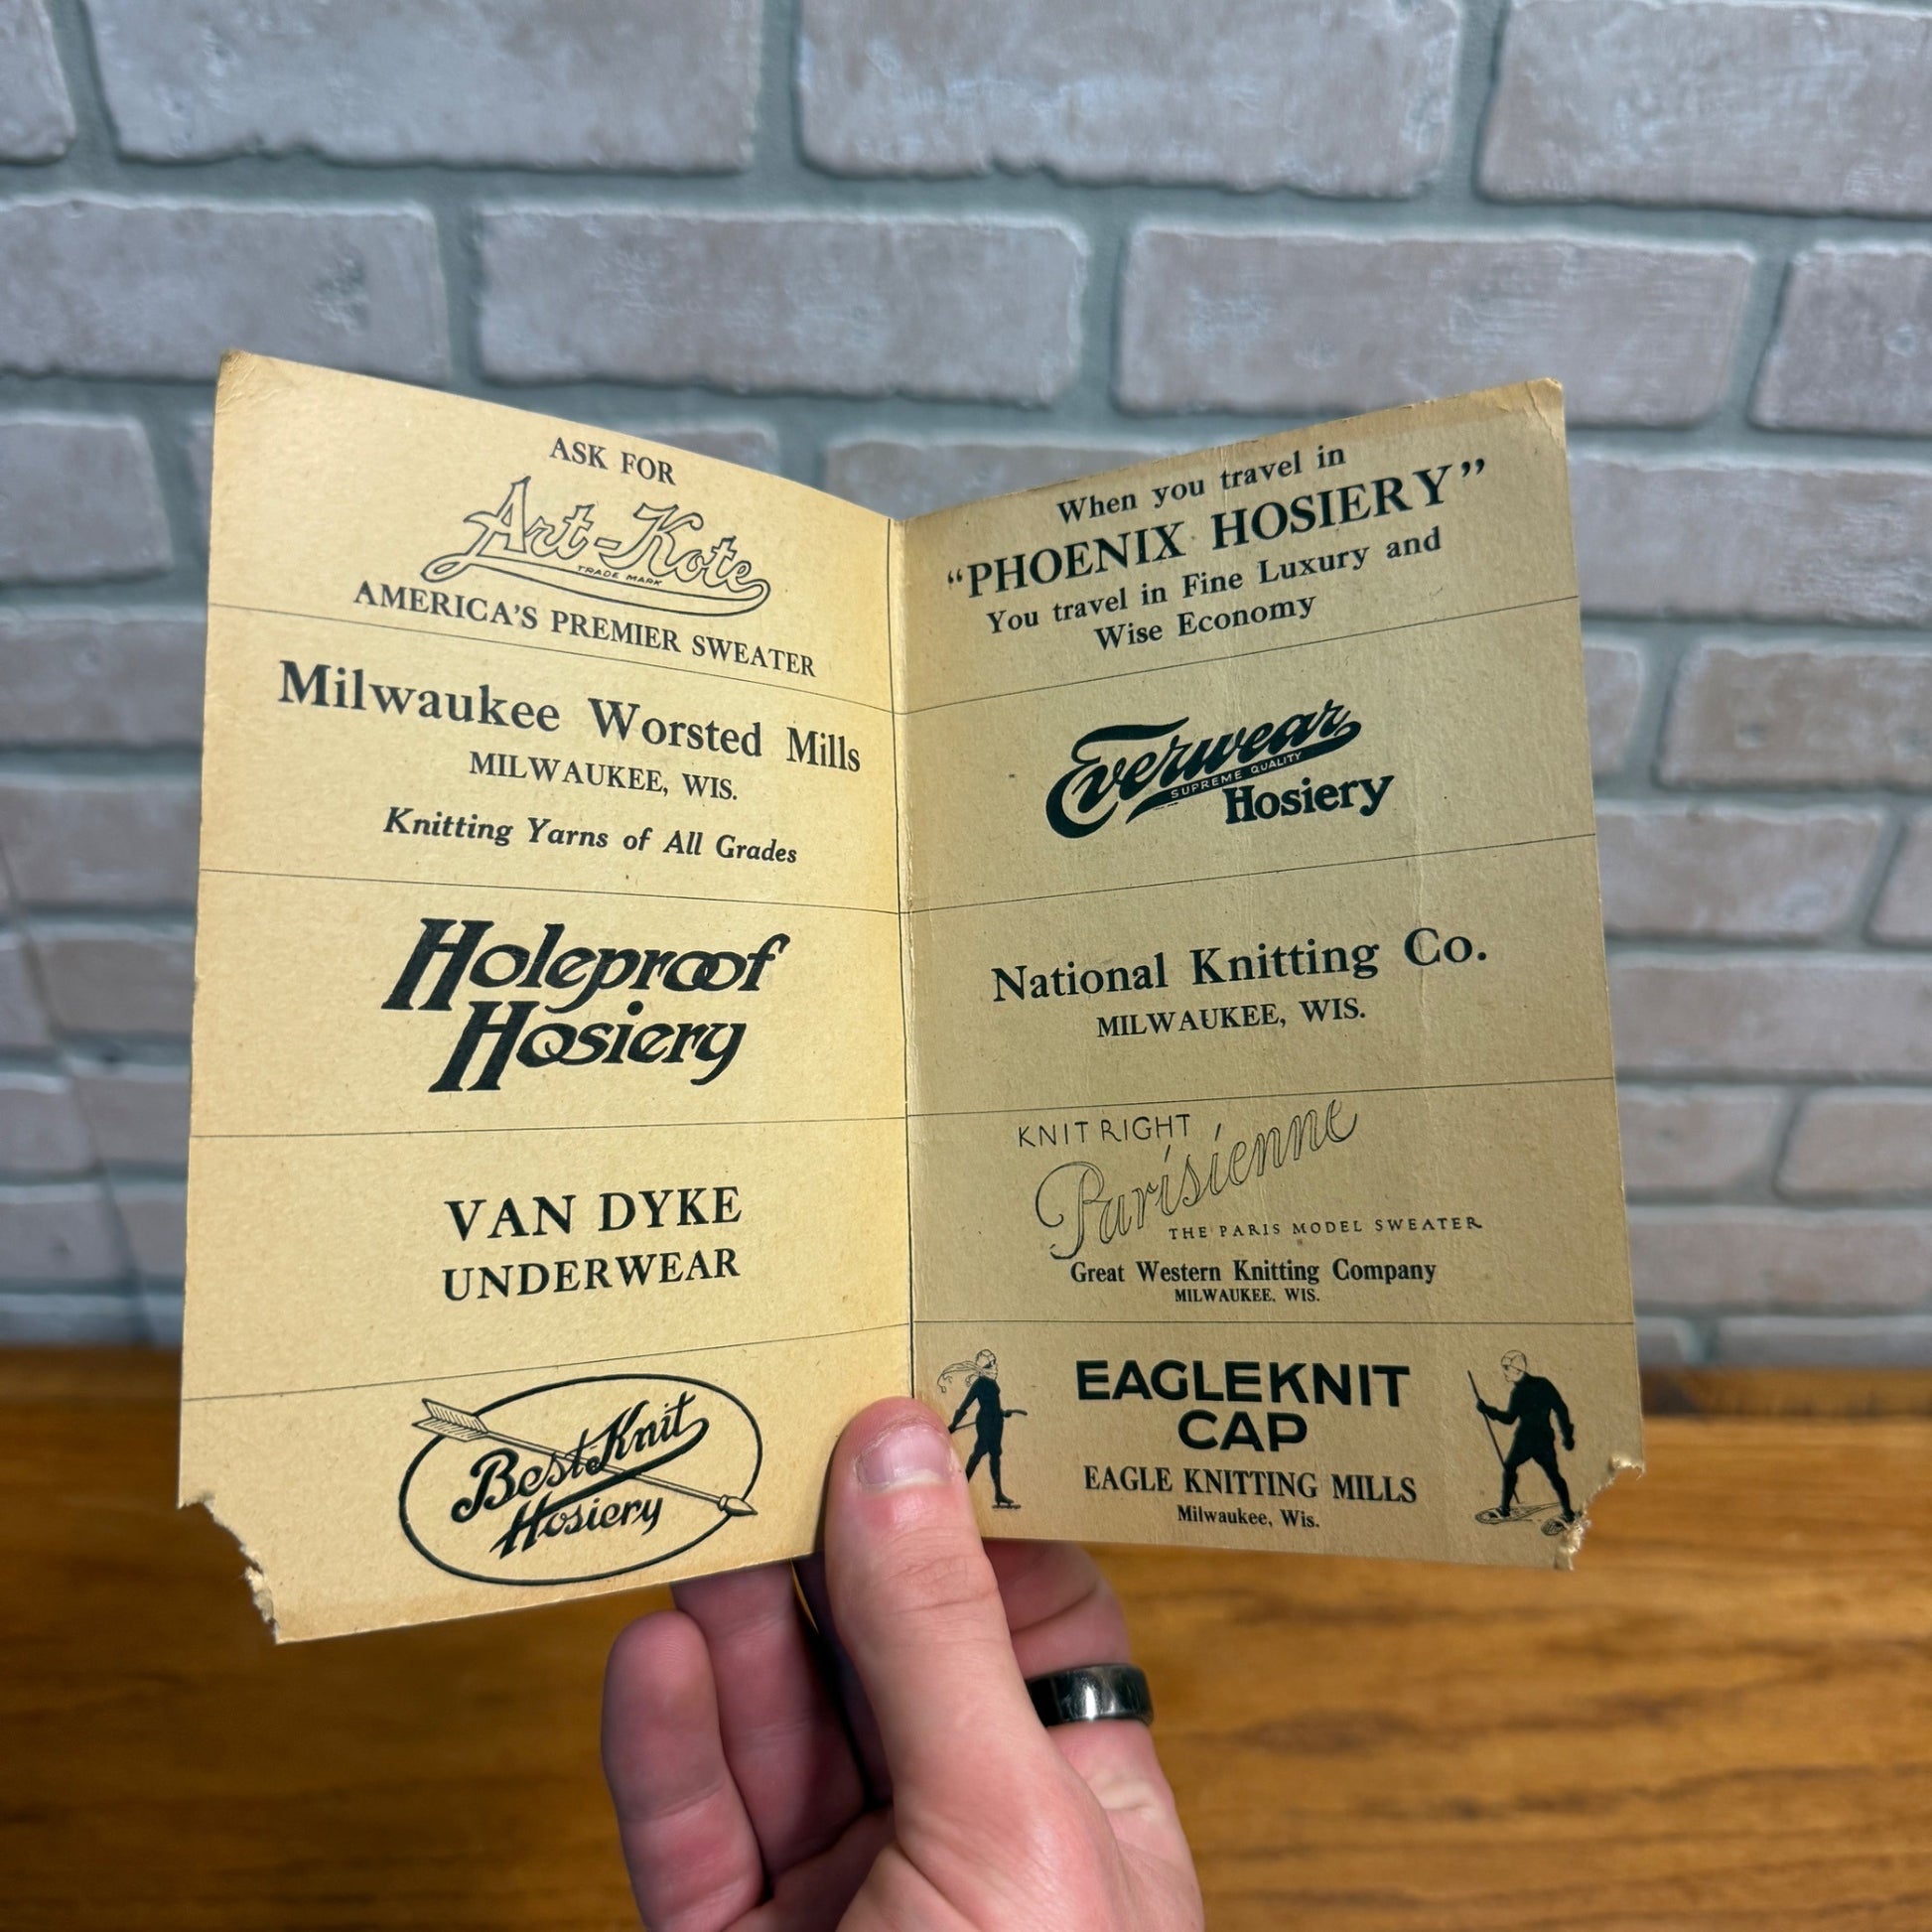 ASK FOR
Art-Kote
TRADE MARK
AMERICA'S PREMIER SWEATER
Milwaukee Worsted Mills
MILWAUKEE, WIS.
Knitting Yarns of All Grades
Holeproof
Hosiery
VAN DYKE
UNDERWEAR
Best Knit
Hosiery
When you travel in
"PHOENIX HOSIERY"
You travel in Fine Luxury and
Wise Economy
Everwear
SUPREME QUALITY
Hosiery
National Knitting Co.
MILWAUKEE, WIS.
KNIT RIGHT
Parisienne
THE PARIS MODEL SWEATER
Great Western Knitting Company
MILWAUKEE, WIS.
EAGLEKNIT
CAP
EAGLE KNITTING MILLS
Milwaukee, Wis.